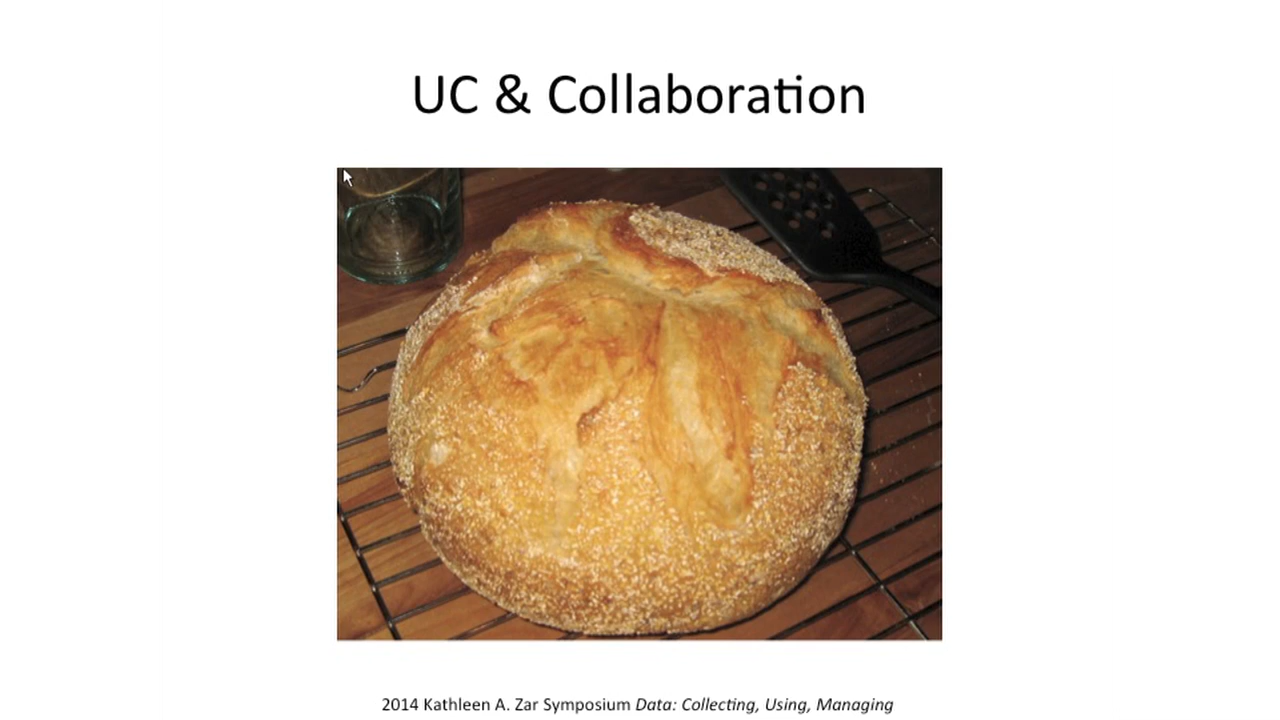 UC & Collaboration
2014 Kathleen A. Zar Symposium Data: Collecting, Using, Managing